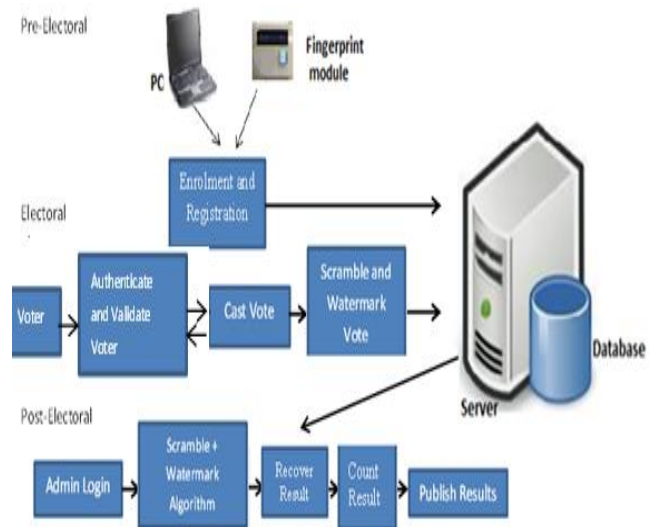 Pre-Electoral
PC
Fingerprint
module
Enrolment and
Registration
Electoral
Voter
Authenticate
and Validate
Voter
Cast Vote
Scramble and
Watermark
Vote
Database
Server
Post-Electoral
Admin Login
Scramble +
Watermark
Algorithm
Recover
Result
Count
Result
Publish Results